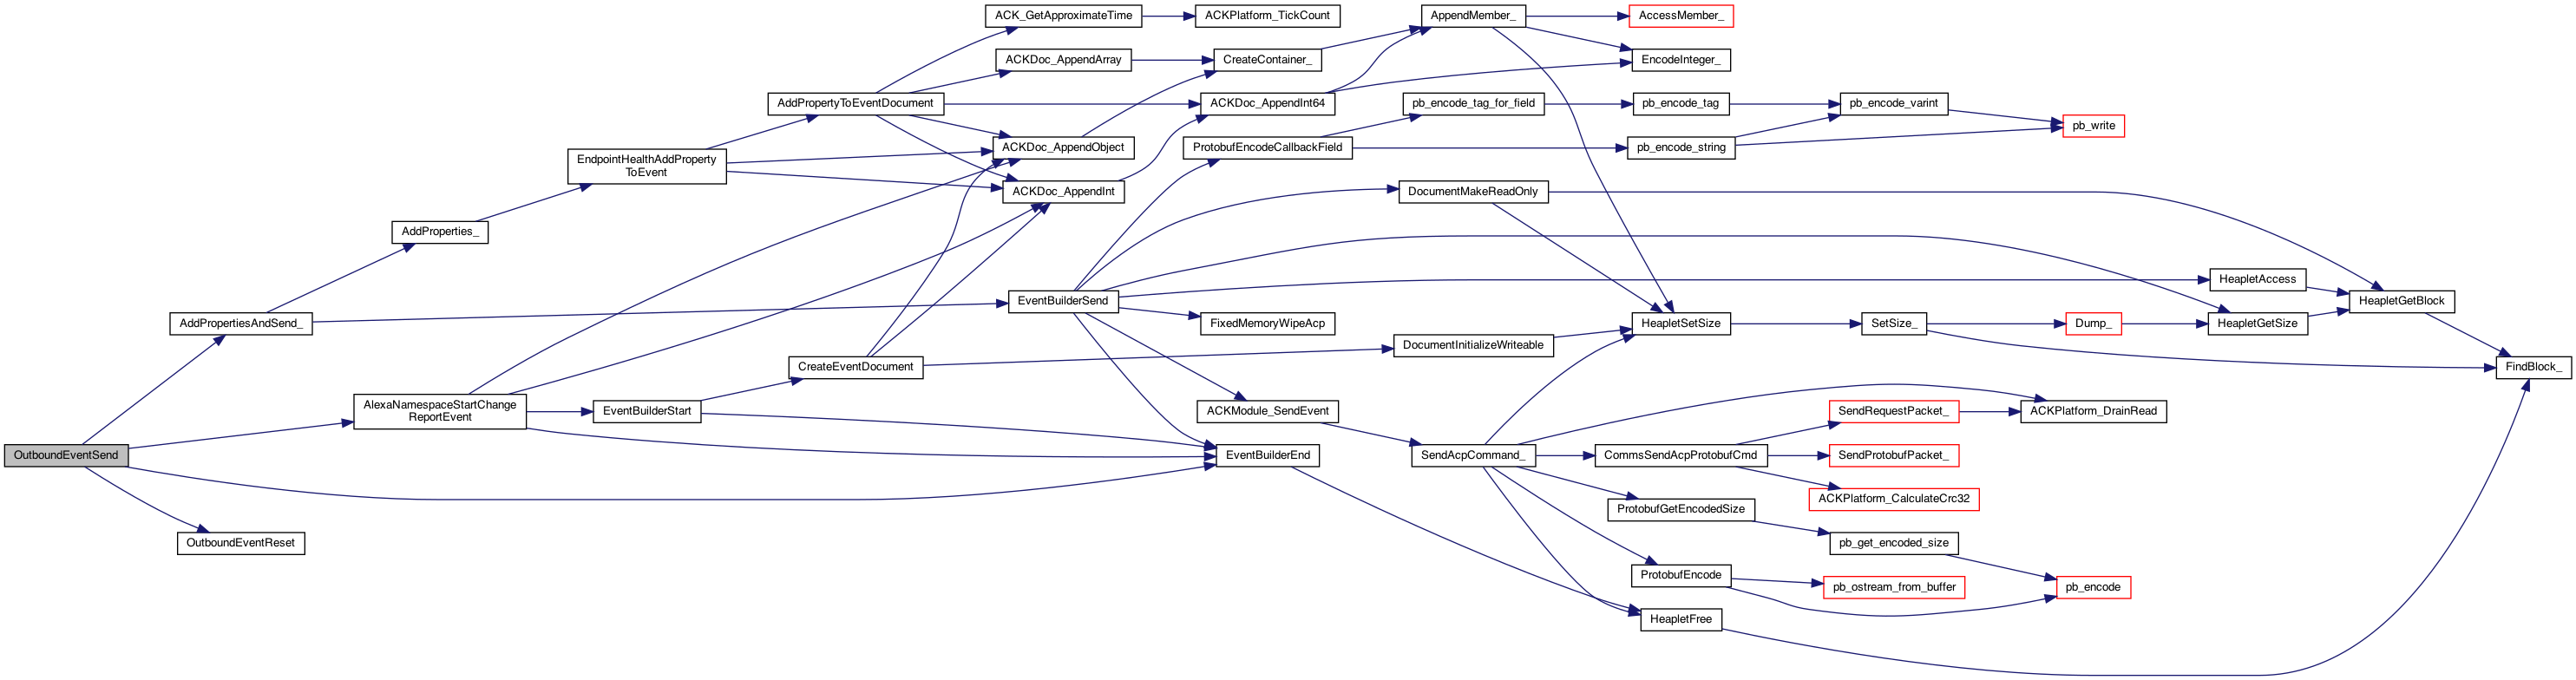 ACK_GetApproximateTime
ACKPlatform_TickCount
AppendMember_
AccessMember_
ACKDoc_AppendArray
CreateContainer_
EncodeInteger_
AddPropertyToEventDocument
ACKDoc_AppendInt64
pb_encode_tag_for_field
pb_encode_tag
pb_encode_varint
pb_write
ACKDoc_AppendObject
ProtobufEncodeCallbackField
pb_encode_string
EndpointHealthAddProperty
ToEvent
ACKDoc_AppendInt
DocumentMakeReadOnly
AddProperties_
HeapletAccess
EventBuilderSend
HeapletGetBlock
AddPropertiesAndSend_
FixedMemoryWipeAcp
HeapletSetSize
SetSize_
Dump_
HeapletGetSize
DocumentInitializeWriteable
CreateEventDocument
FindBlock_
AlexaNamespaceStartChange
ReportEvent
EventBuilderStart
ACKModule_SendEvent
SendRequestPacket_
ACKPlatform_DrainRead
OutboundEventSend
EventBuilderEnd
SendAcpCommand_
CommsSendAcpProtobufCmd
SendProtobufPacket_
ACKPlatform_CalculateCrc32
ProtobufGetEncodedSize
OutboundEventReset
pb_get_encoded_size
ProtobufEncode
pb_ostream_from_buffer
pb_encode
HeapletFree